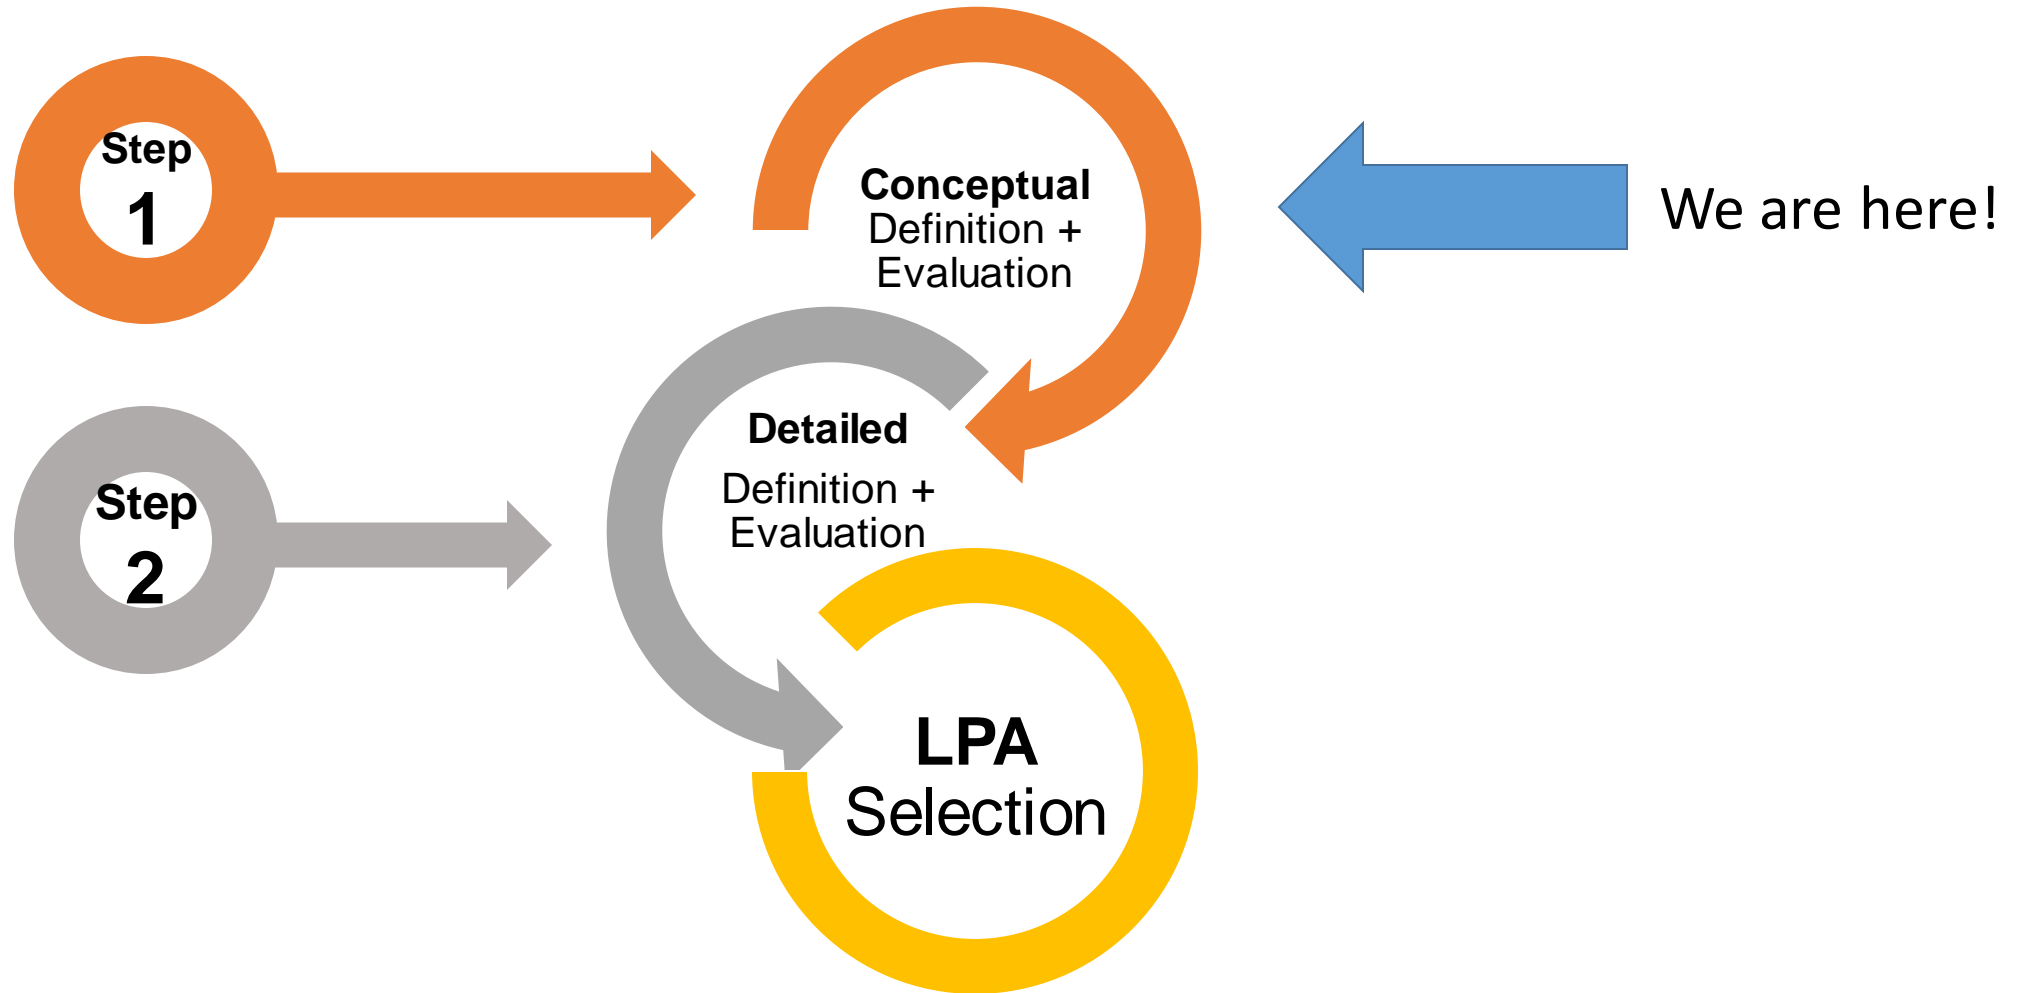 Step
1
Conceptual
Definition +
Evaluation
We are here!
Step
2
Detailed
Definition +
Evaluation
LPA
Selection